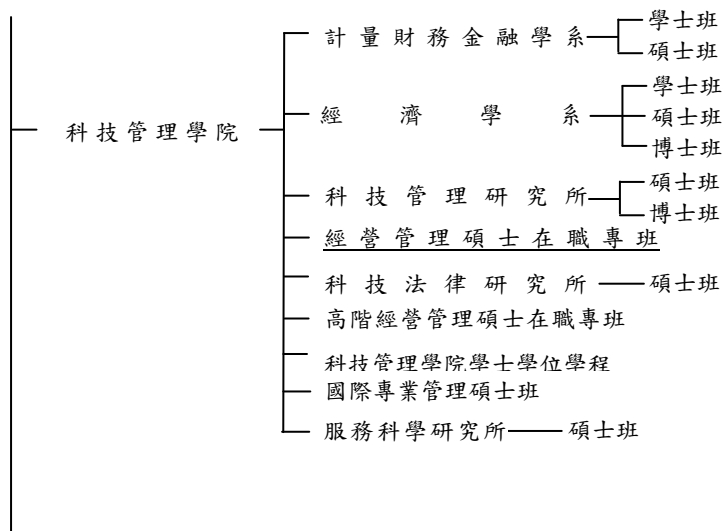 科技管理學院
計量財務金融學系
學士班
碩士班
經濟學系
學士班
碩士班
博士班
科技管理研究所
碩士班
博士班
經營管理碩士在職專班
科技法律研究所
碩士班
高階經營管理碩士在職專班
科技管理學院學士學位學程
國際專業管理碩士班
服務科學研究所
碩士班